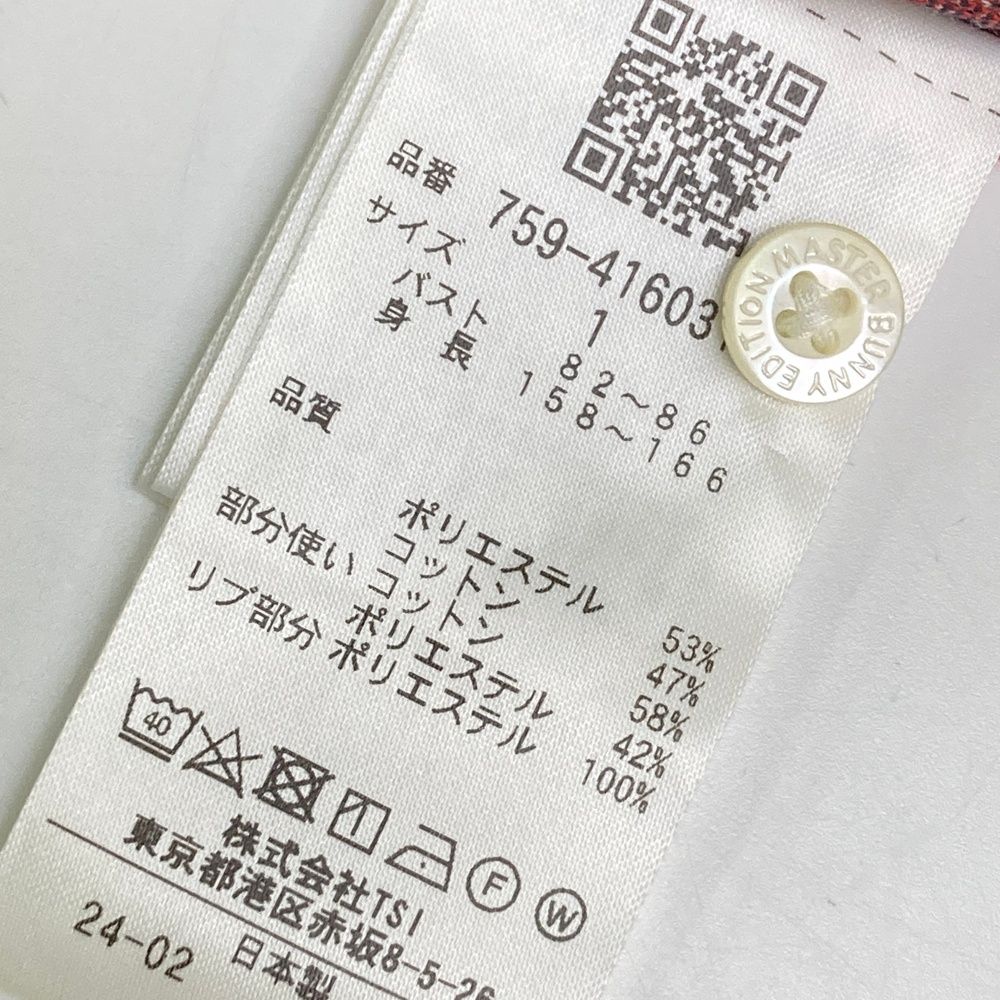 品番 759-41603
サイズ 1
バスト 82～86
身長 158～166
品質
ポリエステル 53%
コットン 47%
部分使い コットン 58%
ポリエステル 42%
リブ部分 ポリエステル 100%
40
F W
株式会社TSI
東京都港区赤坂8-5-26
24-02 日本製
MASTER BUNNY EDITION